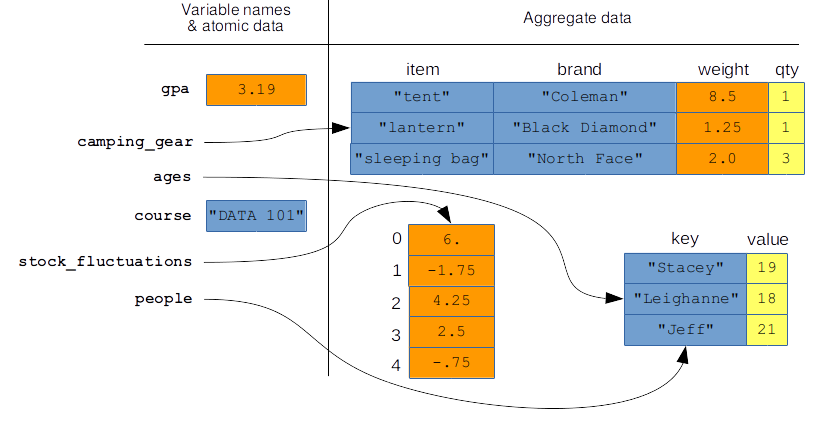 Variable names
& atomic data
Aggregate data
item brand weight qty
gpa 3.19
"tent" "Coleman" 8.5 1
"lantern" "Black Diamond" 1.25 1
camping_gear
"sleeping bag" "North Face" 2.0 3
ages
course "DATA 101"
0 6.
key value
stock_fluctuations
1 -1.75
"Stacey" 19
people
2 4.25
"Leighanne" 18
3 2.5
"Jeff" 21
4 -.75